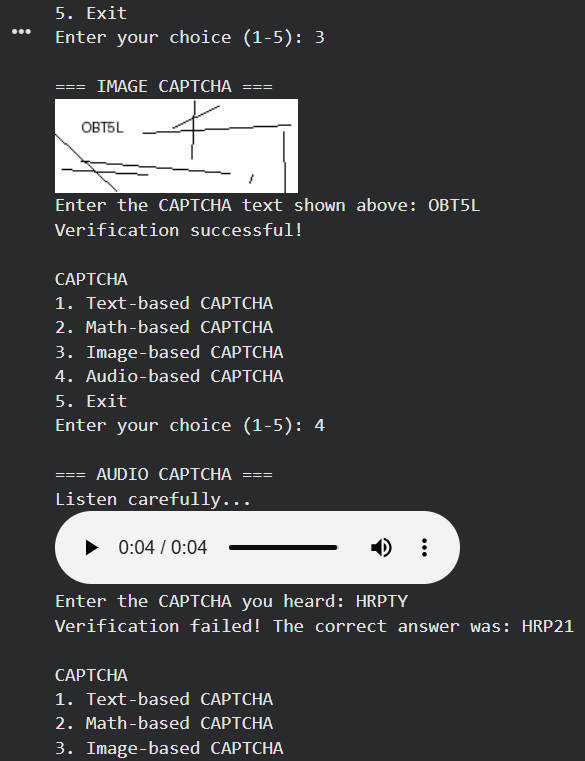 5. Exit
Enter your choice (1-5): 3
=== IMAGE CAPTCHA ===
OBT5L
Enter the CAPTCHA text shown above: OBT5L
Verification successful!
CAPTCHA
1. Text-based CAPTCHA
2. Math-based CAPTCHA
3. Image-based CAPTCHA
4. Audio-based CAPTCHA
5. Exit
Enter your choice (1-5): 4
=== AUDIO CAPTCHA ===
Listen carefully...
0:04 / 0:04
Enter the CAPTCHA you heard: HRPTY
Verification failed! The correct answer was: HRP21
CAPTCHA
1. Text-based CAPTCHA
2. Math-based CAPTCHA
3. Image-based CAPTCHA